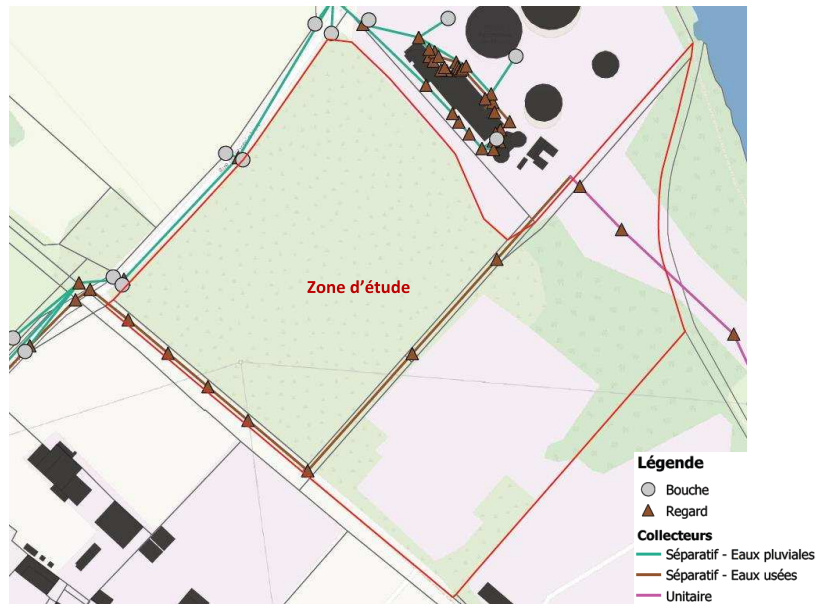 Zone d'étude
Légende
Bouche
Regard
Collecteurs
Séparatif - Eaux pluviales
Séparatif - Eaux usées
Unitaire